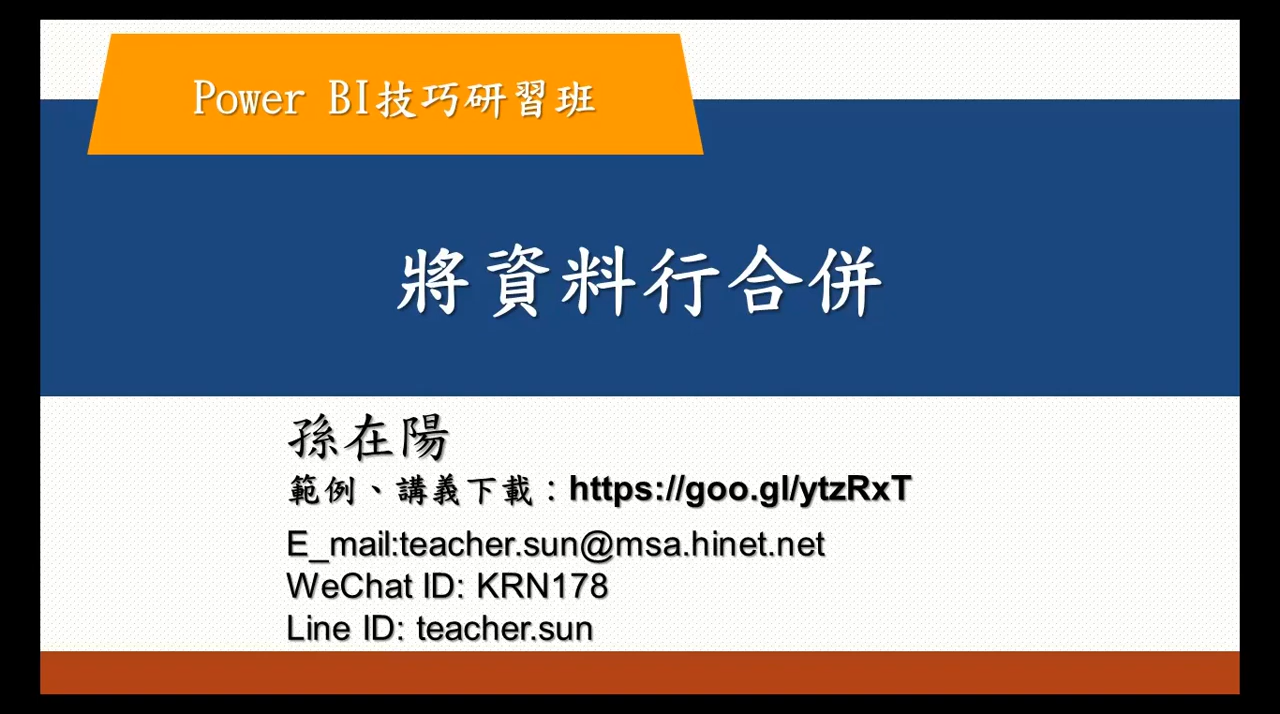 Power BI技巧研習班
將資料行合併
孫在陽
範例、講義下載：https://goo.gl/ytzRxT
E_mail:teacher.sun@msa.hinet.net
WeChat ID: KRN178
Line ID: teacher.sun